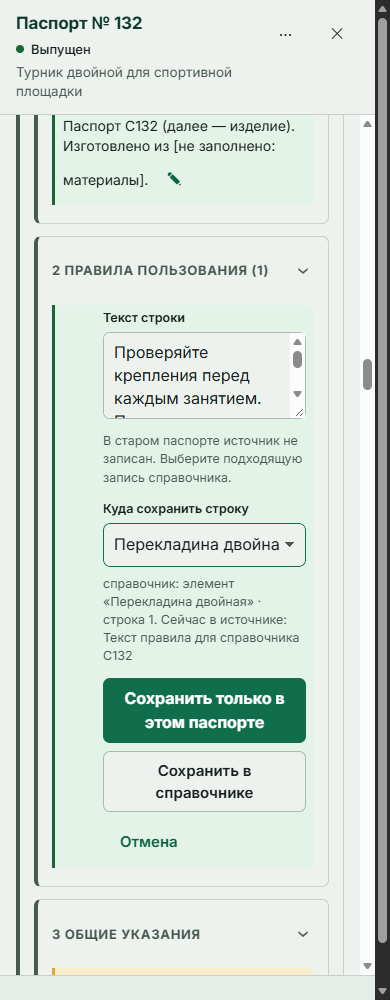 Паспорт № 132
Выпущен
Турник двойной для спортивной
площадки
Паспорт С132 (далее — изделие).
Изготовлено из [не заполнено:
материалы].
2 ПРАВИЛА ПОЛЬЗОВАНИЯ (1)
Текст строки
Проверяйте
крепления перед
каждым занятием.
В старом паспорте источник не
записан. Выберите подходящую
запись справочника.
Куда сохранить строку
Перекладина двойна
справочник: элемент
«Перекладина двойная» ·
строка 1. Сейчас в источнике:
Текст правила для справочника
С132
Сохранить только в
этом паспорте
Сохранить в
справочнике
Отмена
3 ОБЩИЕ УКАЗАНИЯ